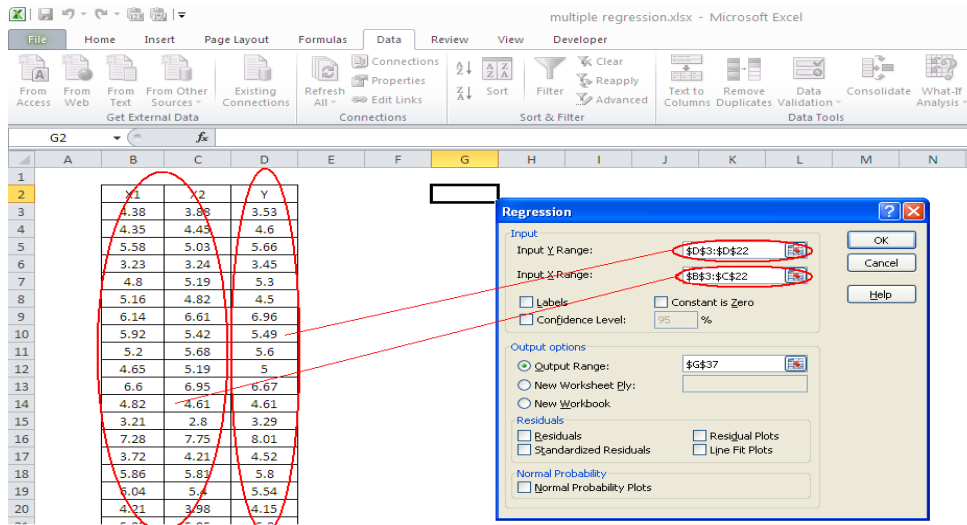 multiple regression.xlsx - Microsoft Excel
File Home Insert Page Layout Formulas Data Review View Developer
From Access From Web From Text From Other Sources Existing Connections
Get External Data
Refresh All Connections Properties Edit Links
Connections
Sort Filter Clear Reapply Advanced
Sort & Filter
Text to Columns Remove Duplicates Data Validation Consolidate What-If Analysis
Data Tools
G2 fx
A B C D E F G H I J K L M N
1
2 X1 X2 Y
3 4.38 3.88 3.53
4 4.35 4.45 4.6
5 5.58 5.03 5.66
6 3.23 3.24 3.45
7 4.8 5.19 5.3
8 5.16 4.82 4.5
9 6.14 6.61 6.96
10 5.92 5.42 5.49
11 5.2 5.68 5.6
12 4.65 5.19 5
13 6.6 6.95 6.67
14 4.82 4.61 4.61
15 3.21 2.8 3.29
16 7.28 7.75 8.01
17 3.72 4.21 4.52
18 5.86 5.81 5.8
19 6.04 5.4 5.54
20 4.21 3.98 4.15
Regression
Input
Input Y Range: $D$3:$D$22
Input X Range: $B$3:$C$22
Labels Constant is Zero
Confidence Level: 95 %
OK
Cancel
Help
Output options
Output Range: $G$37
New Worksheet Ply:
New Workbook
Residuals
Residuals Residual Plots
Standardized Residuals Line Fit Plots
Normal Probability
Normal Probability Plots